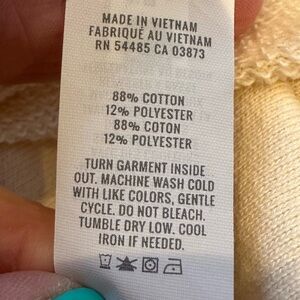 MADE IN VIETNAM
FABRIQUÉ AU VIETNAM
RN 54485 CA 03873
88% COTTON
12% POLYESTER
88% COTON
12% POLYESTER
TURN GARMENT INSIDE
OUT. MACHINE WASH COLD
WITH LIKE COLORS, GENTLE
CYCLE. DO NOT BLEACH.
TUMBLE DRY LOW. COOL
IRON IF NEEDED.